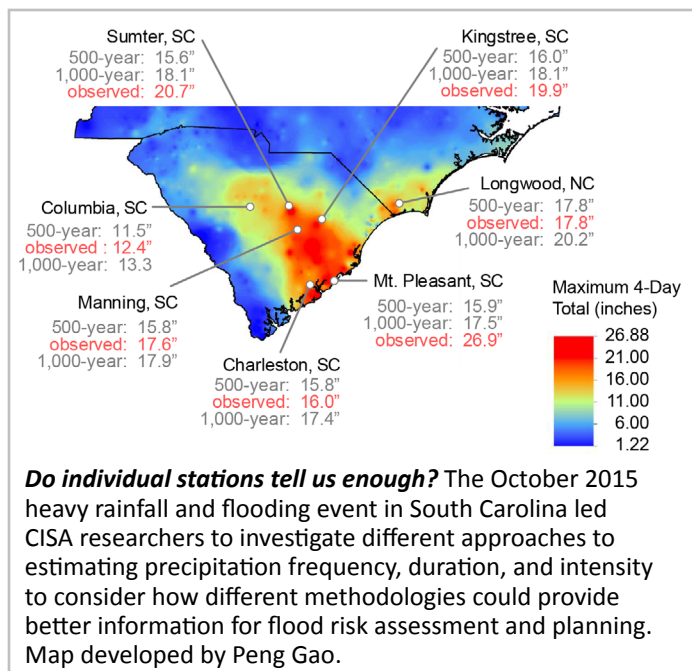 Sumter, SC
500-year: 15.6”
1,000-year: 18.1”
observed: 20.7”
Kingstree, SC
500-year: 16.0”
1,000-year: 18.1”
observed: 19.9”
Columbia, SC
500-year: 11.5”
observed : 12.4”
1,000-year: 13.3
Longwood, NC
500-year: 17.8”
observed: 17.8”
1,000-year: 20.2”
Manning, SC
500-year: 15.8”
observed: 17.6”
1,000-year: 17.9”
Mt. Pleasant, SC
500-year: 15.9”
1,000-year: 17.5”
observed: 26.9”
Charleston, SC
500-year: 15.8”
observed: 16.0”
1,000-year: 17.4”
Maximum 4-Day
Total (inches)
26.88
21.00
16.00
11.00
6.00
1.22
Do individual stations tell us enough? The October 2015
heavy rainfall and flooding event in South Carolina led
CISA researchers to investigate different approaches to
estimating precipitation frequency, duration, and intensity
to consider how different methodologies could provide
better information for flood risk assessment and planning.
Map developed by Peng Gao.